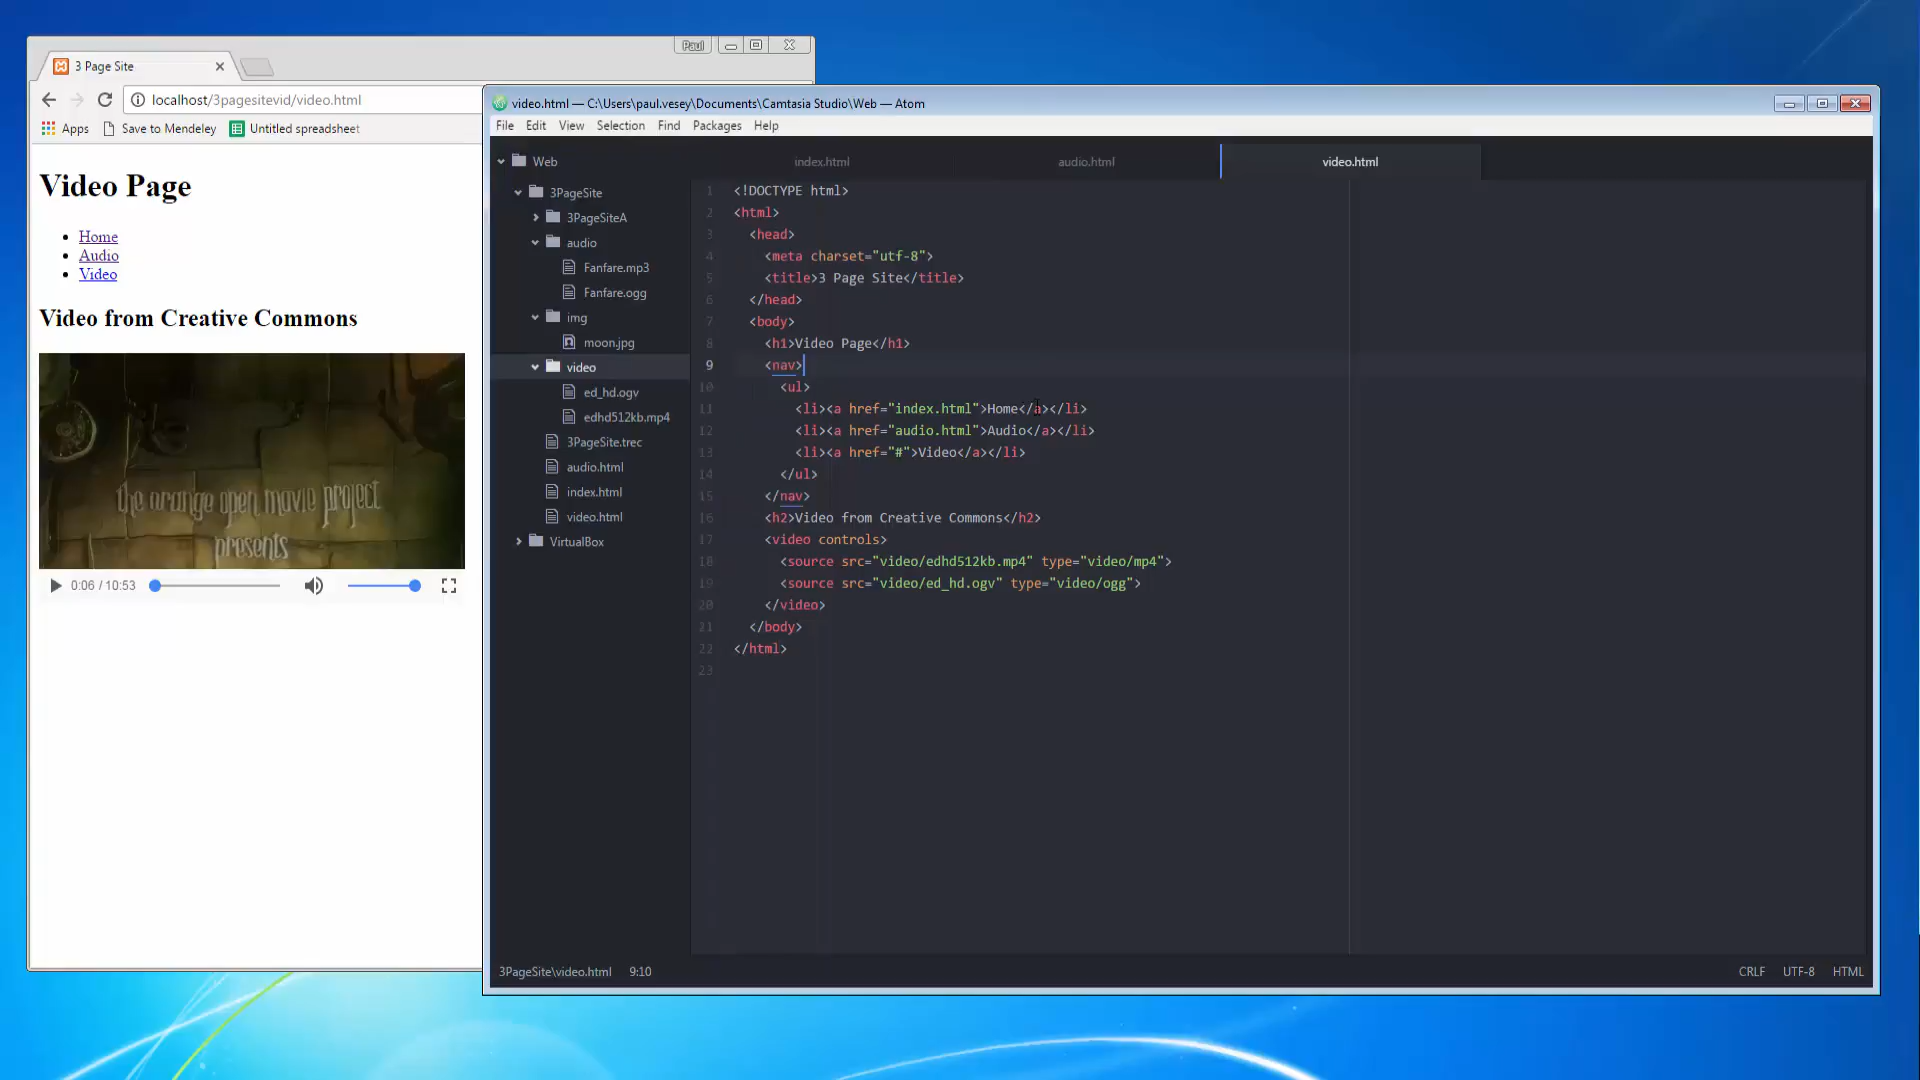 Paul
3 Page Site
localhost/3pagesitevid/video.html
Apps
Save to Mendeley
Untitled spreadsheet
Video Page
Home
Audio
Video
Video from Creative Commons
the orange open movie project
presents
0:06 / 10:53
video.html — C:\Users\paul.vesey\Documents\Camtasia Studio\Web — Atom
File Edit View Selection Find Packages Help
Web
3PageSite
3PageSiteA
audio
Fanfare.mp3
Fanfare.ogg
img
moon.jpg
video
ed_hd.ogv
edhd512kb.mp4
3PageSite.trec
audio.html
index.html
video.html
VirtualBox
index.html audio.html video.html
1 <!DOCTYPE html>
2 <html>
3 <head>
4 <meta charset="utf-8">
5 <title>3 Page Site</title>
6 </head>
7 <body>
8 <h1>Video Page</h1>
9 <nav>
10 <ul>
11 <li><a href="index.html">Home</a></li>
12 <li><a href="audio.html">Audio</a></li>
13 <li><a href="#">Video</a></li>
14 </ul>
15 </nav>
16 <h2>Video from Creative Commons</h2>
17 <video controls>
18 <source src="video/edhd512kb.mp4" type="video/mp4">
19 <source src="video/ed_hd.ogv" type="video/ogg">
20 </video>
21 </body>
22 </html>
23
3PageSite\video.html 9:10
CRLF UTF-8 HTML